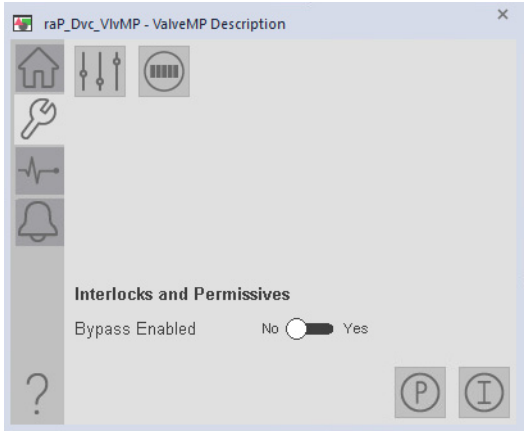 raP_Dvc_VlvMP - ValveMP Description
Interlocks and Permissives
Bypass Enabled No Yes
? P I